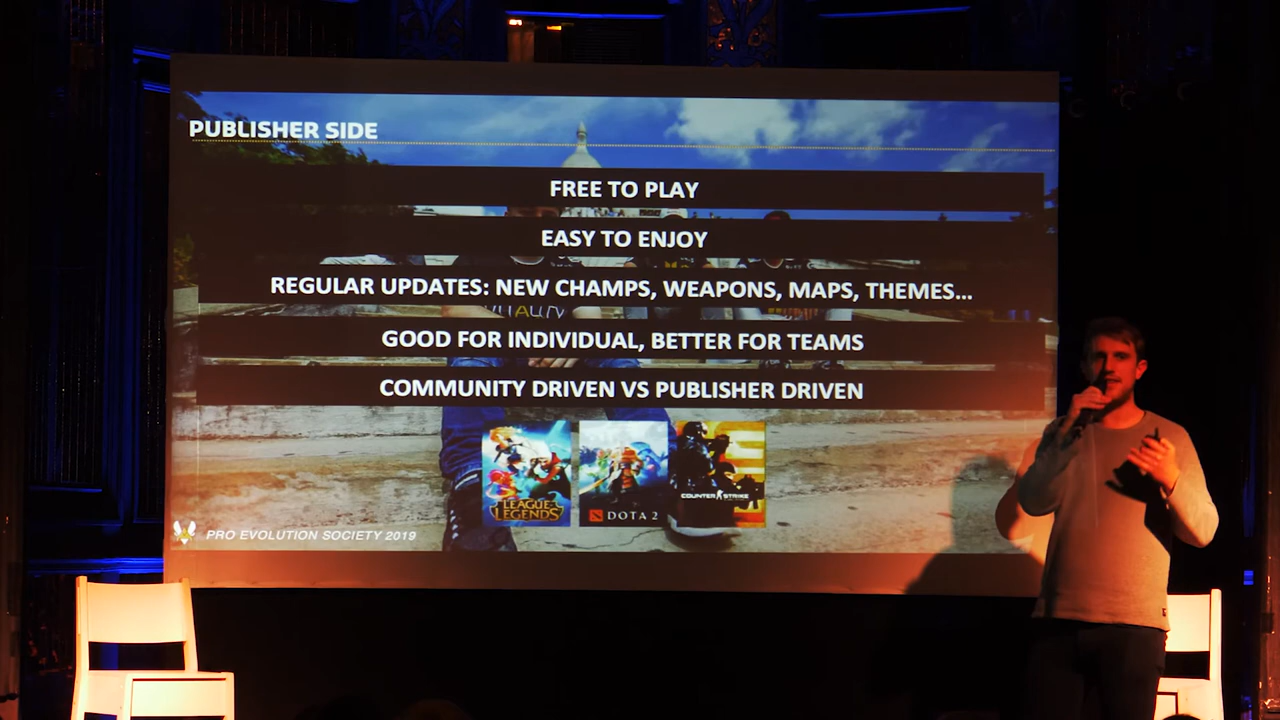 PUBLISHER SIDE
FREE TO PLAY
EASY TO ENJOY
REGULAR UPDATES: NEW CHAMPS, WEAPONS, MAPS, THEMES...
GOOD FOR INDIVIDUAL, BETTER FOR TEAMS
COMMUNITY DRIVEN VS PUBLISHER DRIVEN
LEAGUE
LEGENDS
DOTA 2
COUNTER STRIKE
PRO EVOLUTION SOCIETY 2019